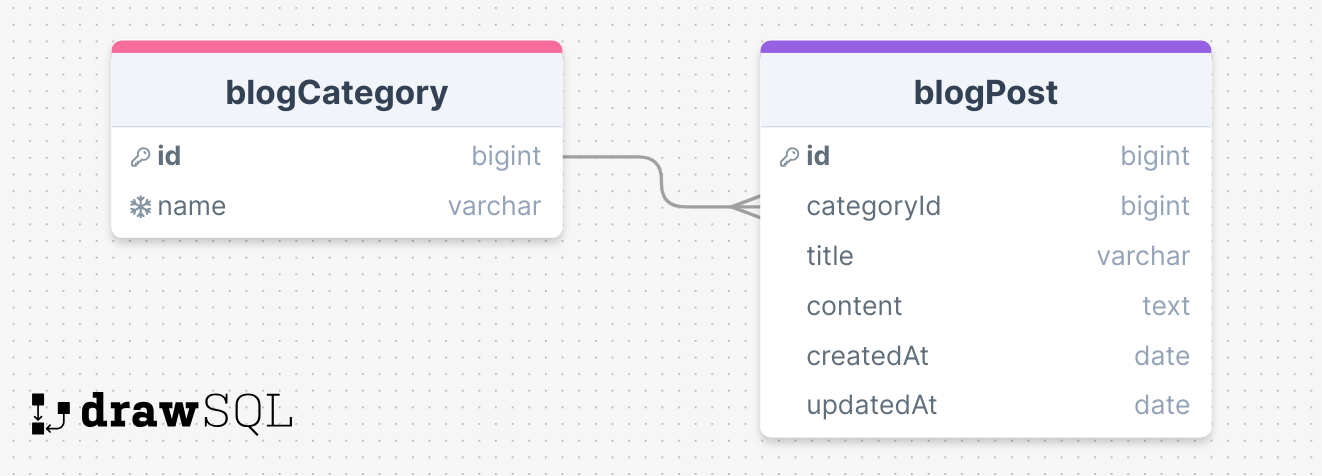 blogCategory
id bigint
name varchar
blogPost
id bigint
categoryId bigint
title varchar
content text
createdAt date
updatedAt date
drawSQL